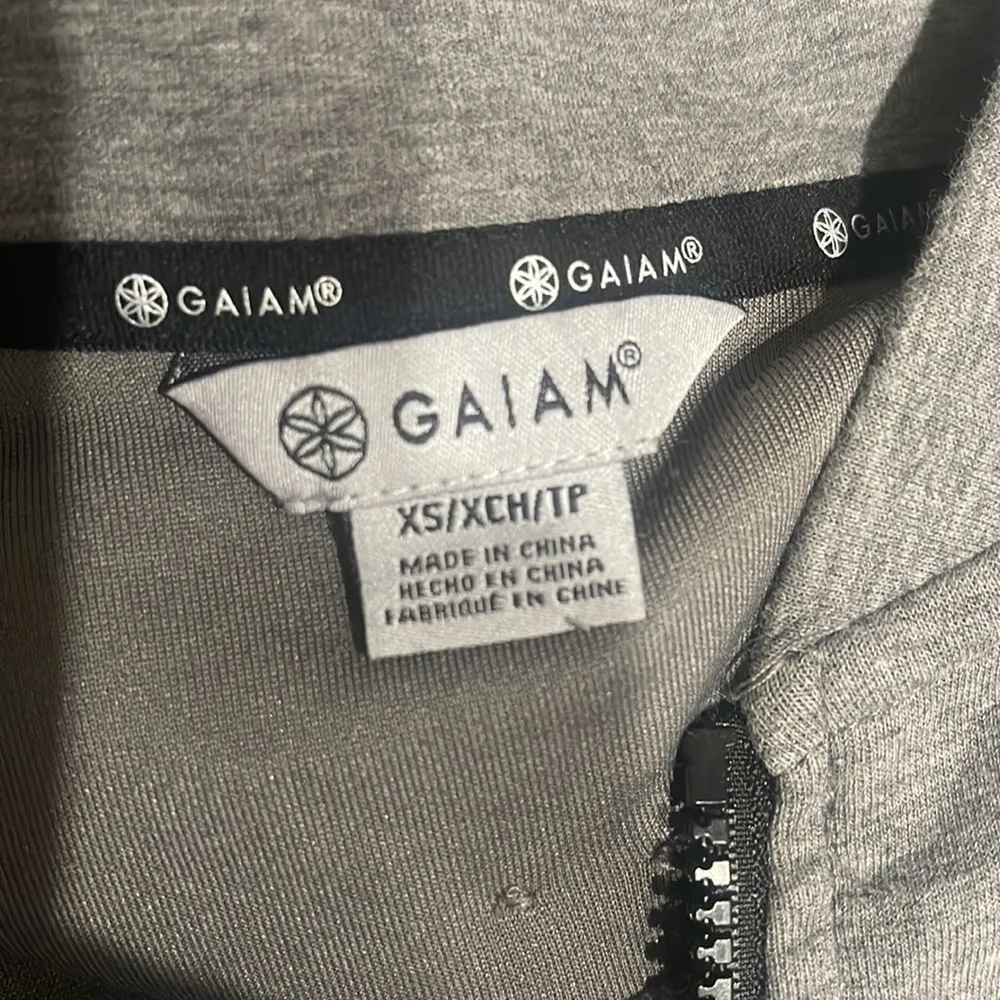 GAIAM®
GAIAM®
GAIAM
GAIAM®
XS/XCH/TP
MADE IN CHINA
HECHO EN CHINA
FABRIQUÉ EN CHINE